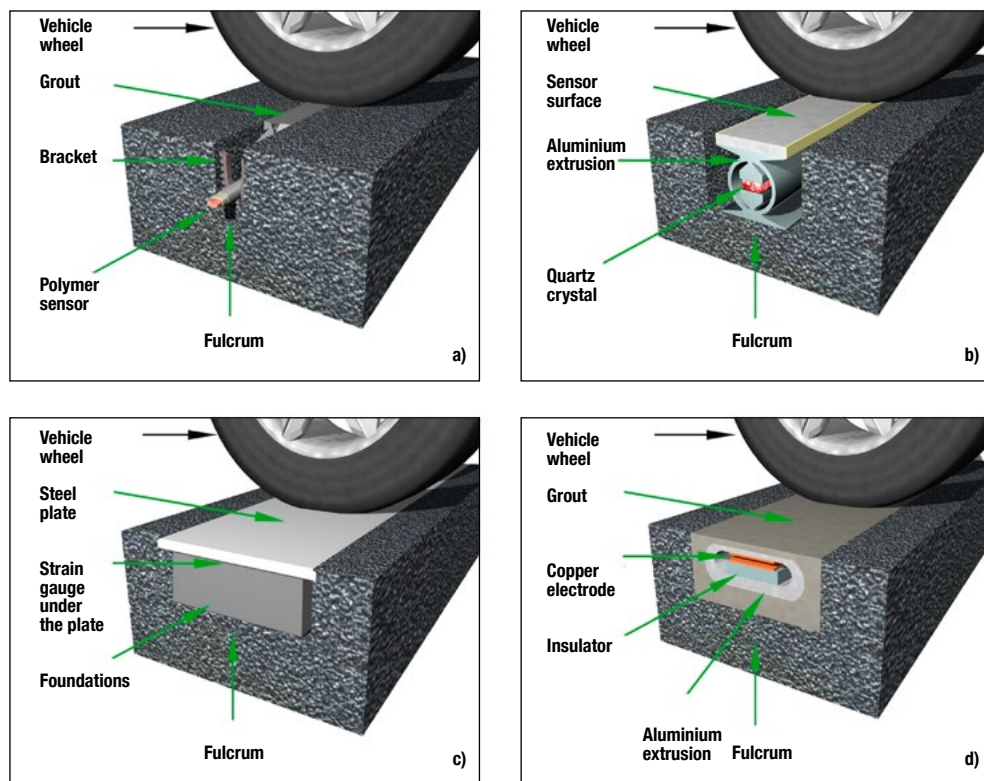 Vehicle
wheel
Grout
Bracket
Polymer
sensor
Fulcrum
a)
Vehicle
wheel
Sensor
surface
Aluminium
extrusion
Quartz
crystal
Fulcrum
b)
Vehicle
wheel
Steel
plate
Strain
gauge
under
the plate
Foundations
Fulcrum
c)
Vehicle
wheel
Grout
Copper
electrode
Insulator
Aluminium
extrusion
Fulcrum
d)